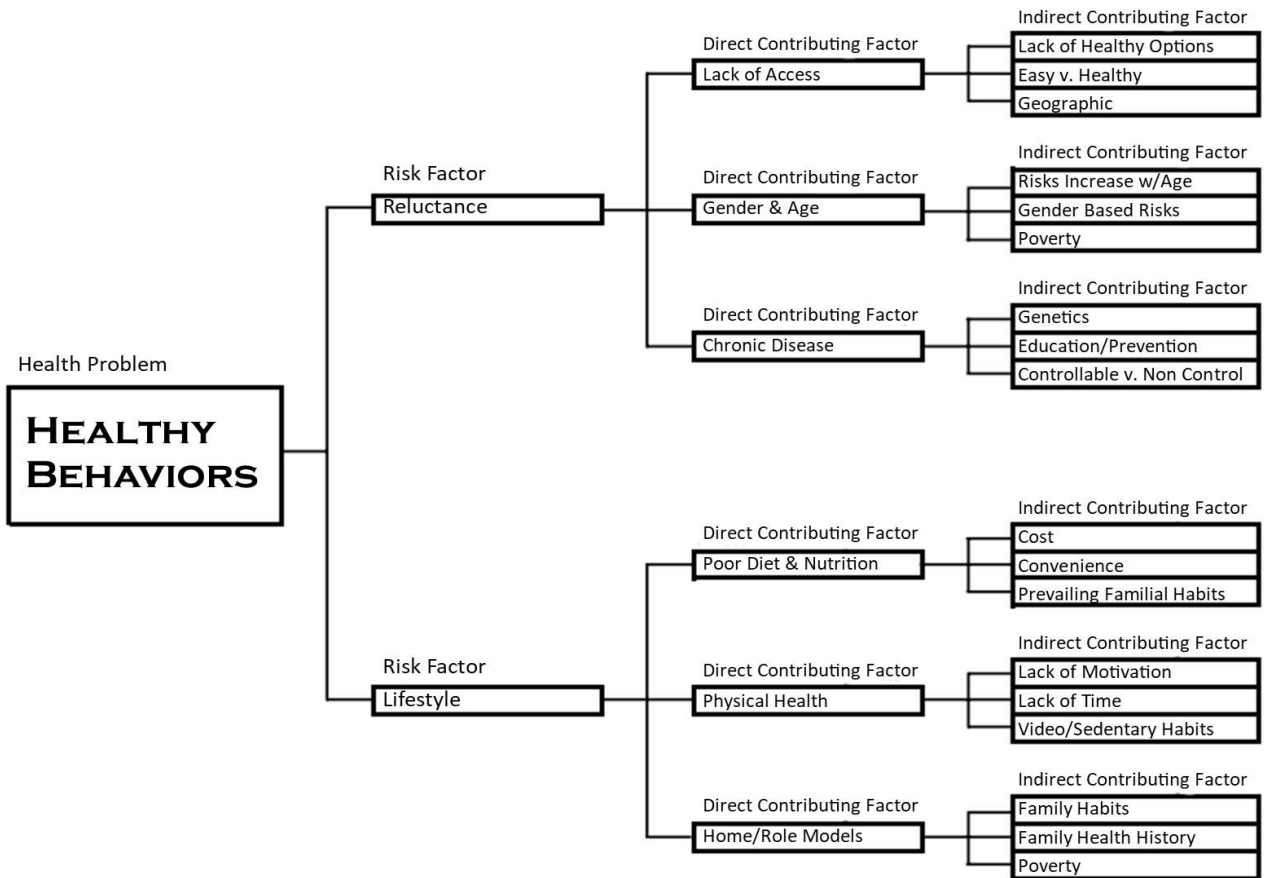 Health Problem
HEALTHY
BEHAVIORS
Risk Factor
Reluctance
Direct Contributing Factor
Lack of Access
Indirect Contributing Factor
Lack of Healthy Options
Easy v. Healthy
Geographic
Direct Contributing Factor
Gender & Age
Indirect Contributing Factor
Risks Increase w/Age
Gender Based Risks
Poverty
Direct Contributing Factor
Chronic Disease
Indirect Contributing Factor
Genetics
Education/Prevention
Controllable v. Non Control
Risk Factor
Lifestyle
Direct Contributing Factor
Poor Diet & Nutrition
Indirect Contributing Factor
Cost
Convenience
Prevailing Familial Habits
Direct Contributing Factor
Physical Health
Indirect Contributing Factor
Lack of Motivation
Lack of Time
Video/Sedentary Habits
Direct Contributing Factor
Home/Role Models
Indirect Contributing Factor
Family Habits
Family Health History
Poverty